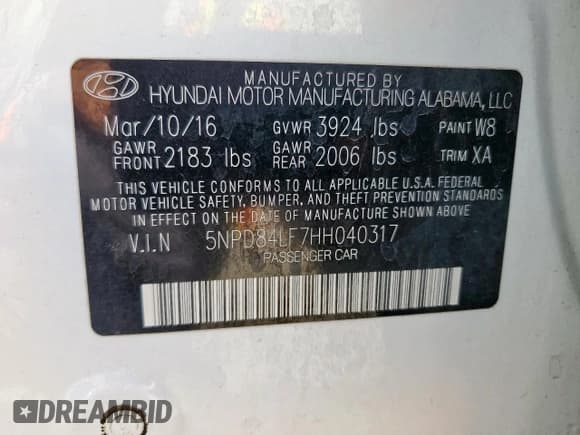 MANUFACTURED BY
HYUNDAI MOTOR MANUFACTURING ALABAMA, LLC
Mar/10/16 GVWR 3924 lbs PAINT W8
GAWR FRONT 2183 lbs GAWR REAR 2006 lbs TRIM XA
THIS VEHICLE CONFORMS TO ALL APPLICABLE U.S.A. FEDERAL
MOTOR VEHICLE SAFETY, BUMPER, AND THEFT PREVENTION STANDARDS
IN EFFECT ON THE DATE OF MANUFACTURE SHOWN ABOVE
V.I.N 5NPD84LF7HH040317
PASSENGER CAR
DREAMBID